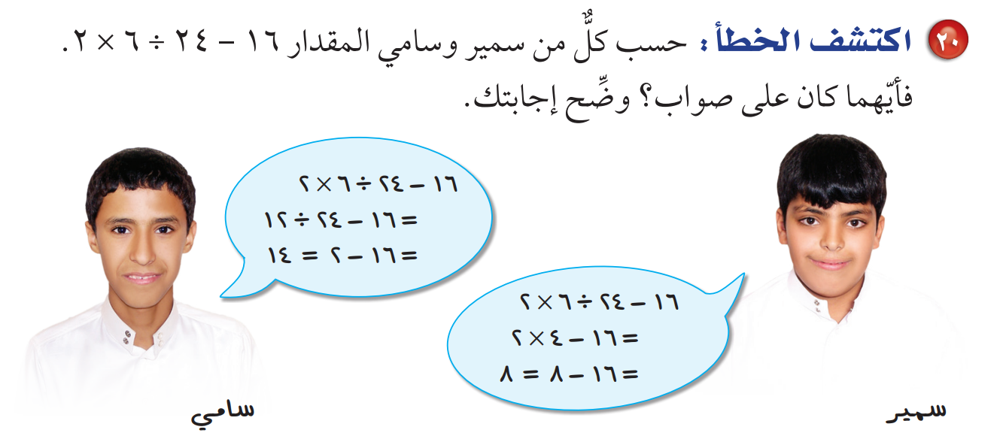 ٢٠ اكتشف الخطأ: حسب كلٌّ من سمير وسامي المقدار ١٦ − ٢٤ ÷ ٦ × ٢ .
فأيّهما كان على صواب؟ وضِّح إجابتك.
١٦ − ٢٤ ÷ ٦ × ٢
= ١٦ − ٤ × ٢
= ١٦ − ٨ = ٨
سمير
١٦ − ٢٤ ÷ ٦ × ٢
= ١٦ − ٢٤ ÷ ١٢
= ١٦ − ٢ = ١٤
سامي